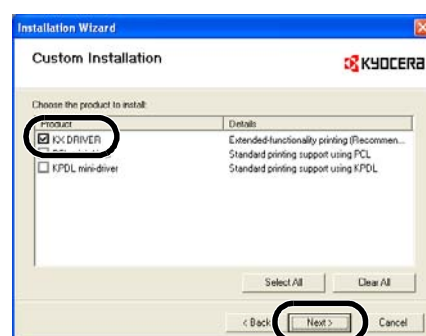 Installation Wizard
Custom Installation
KYOCERA
Choose the product to install:
Product Details
KX DRIVER Extended-functionality printing (Recommen...
Standard printing support using PCL
KPDL mini-driver Standard printing support using KPDL
Select All Clear All
< Back Next > Cancel